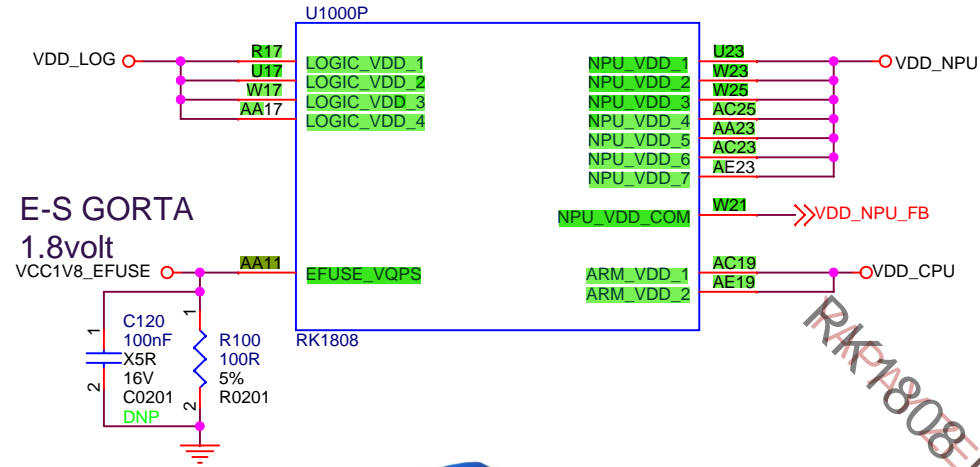 U1000P
VDD_LOG
R17
U17
W17
AA17
LOGIC_VDD_1
LOGIC_VDD_2
LOGIC_VDD_3
LOGIC_VDD_4
NPU_VDD_1
NPU_VDD_2
NPU_VDD_3
NPU_VDD_4
NPU_VDD_5
NPU_VDD_6
NPU_VDD_7
U23
W23
W25
AC25
AA23
AC23
AE23
VDD_NPU
NPU_VDD_COM
W21
VDD_NPU_FB
E-S GORTA
1.8volt
VCC1V8_EFUSE
AA11
EFUSE_VQPS
ARM_VDD_1
ARM_VDD_2
AC19
AE19
VDD_CPU
RK1808
1
C120
100nF
X5R
16V
C0201
DNP
2
1
R100
100R
5%
R0201
2
RK1808